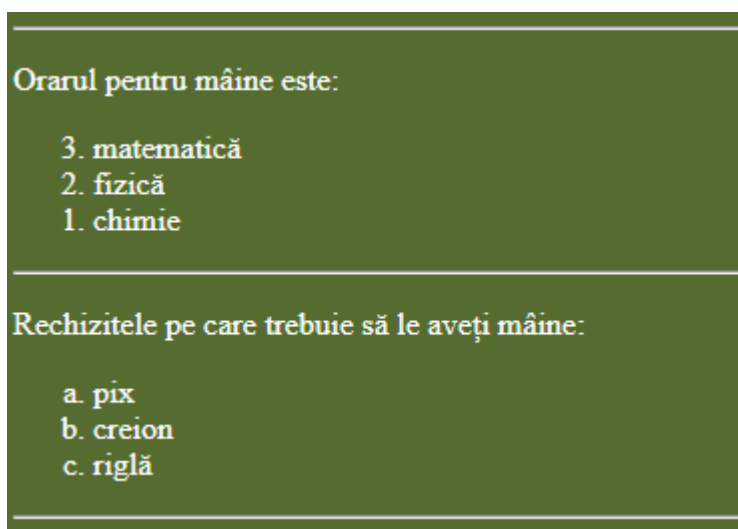 Orarul pentru mâine este:
3. matematică
2. fizică
1. chimie
Rechizitele pe care trebuie să le aveți mâine:
a. pix
b. creion
c. riglă